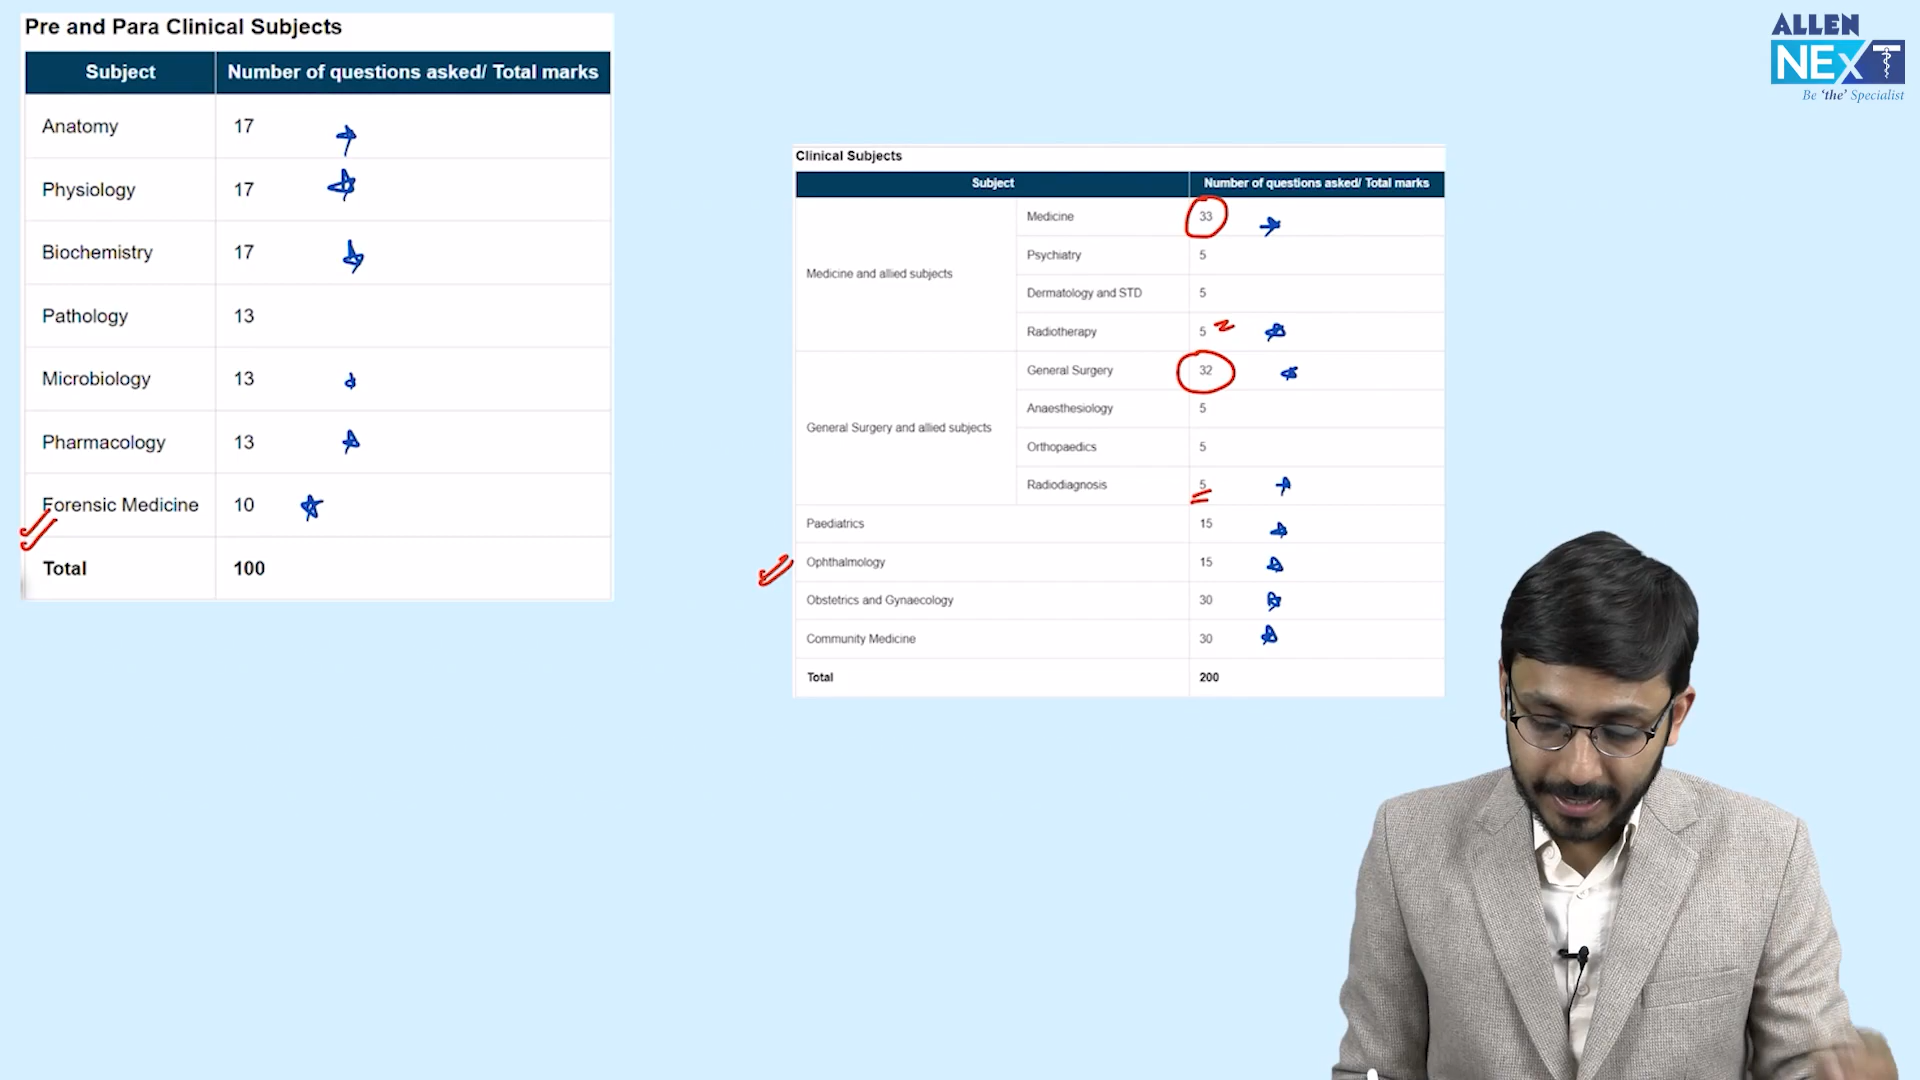 Pre and Para Clinical Subjects
Subject Number of questions asked/ Total marks
Anatomy 17
Physiology 17
Biochemistry 17
Pathology 13
Microbiology 13
Pharmacology 13
Forensic Medicine 10
Total 100
Clinical Subjects
Subject Number of questions asked/ Total marks
Medicine and allied subjects
Medicine 33
Psychiatry 5
Dermatology and STD 5
Radiotherapy 5
General Surgery and allied subjects
General Surgery 32
Anaesthesiology 5
Orthopaedics 5
Radiodiagnosis 5
Paediatrics 15
Ophthalmology 15
Obstetrics and Gynaecology 30
Community Medicine 30
Total 200
ALLEN
NExT
Be 'the' Specialist